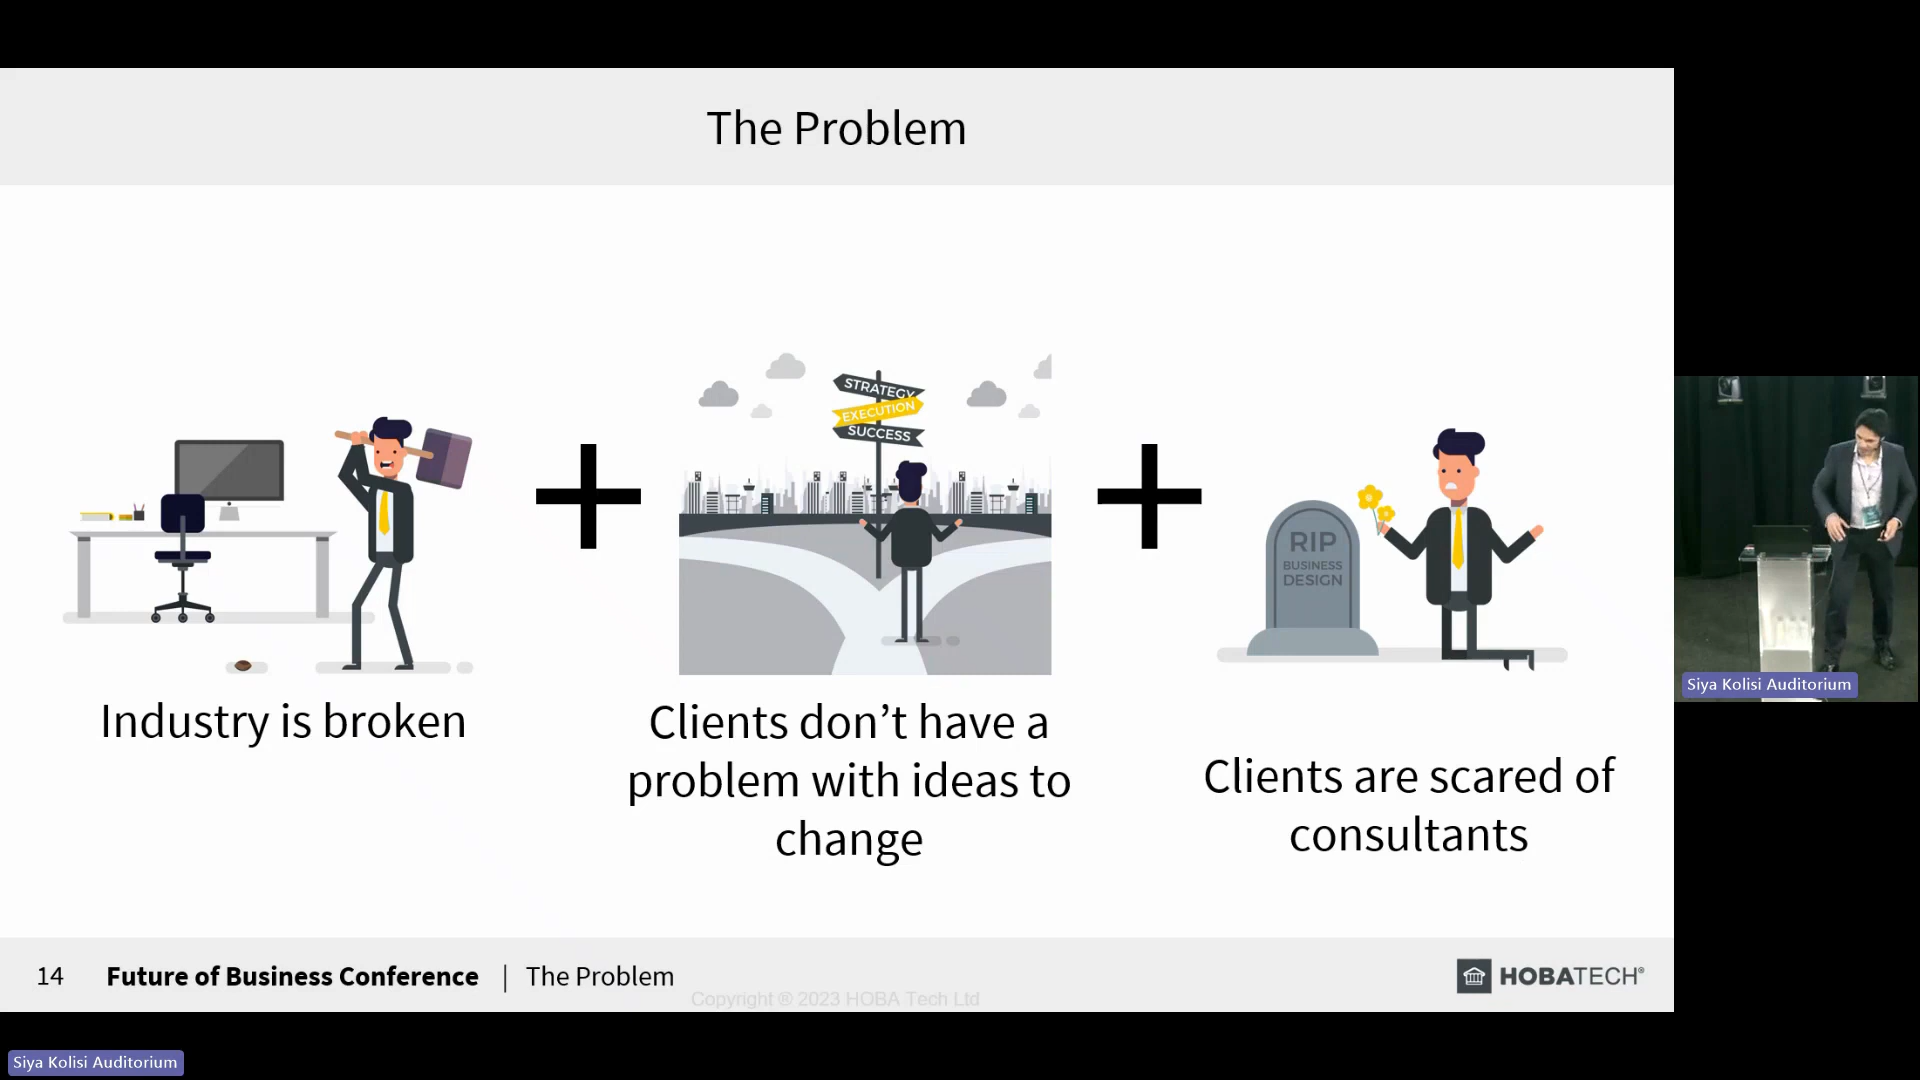 The Problem
STRATEGY
EXECUTION
SUCCESS
RIP
BUSINESS
DESIGN
Industry is broken
Clients don’t have a
problem with ideas to
change
Clients are scared of
consultants
14 Future of Business Conference | The Problem
HOBATECH®
Copyright ® 2023 HOBA Tech Ltd
Siya Kolisi Auditorium
Siya Kolisi Auditorium